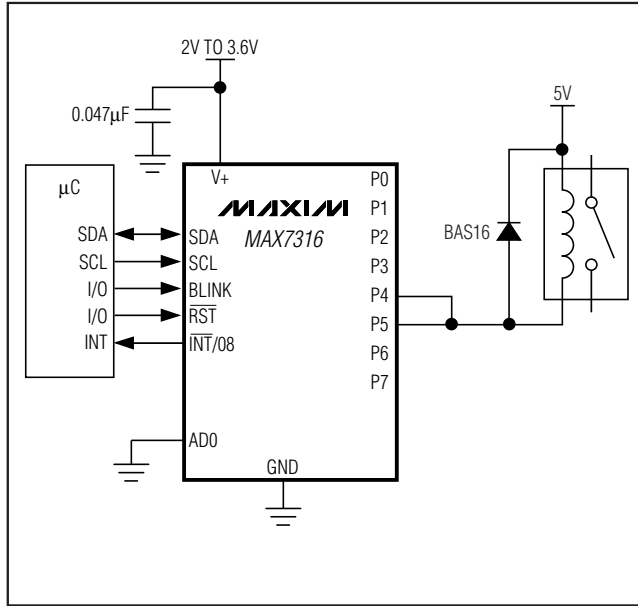 2V TO 3.6V
0.047μF
5V
μC
V+
MAXIM
MAX7316
SDA
SCL
I/O
I/O
INT
SDA
SCL
BLINK
RST
INT/O8
AD0
GND
P0
P1
P2
P3
P4
P5
P6
P7
BAS16